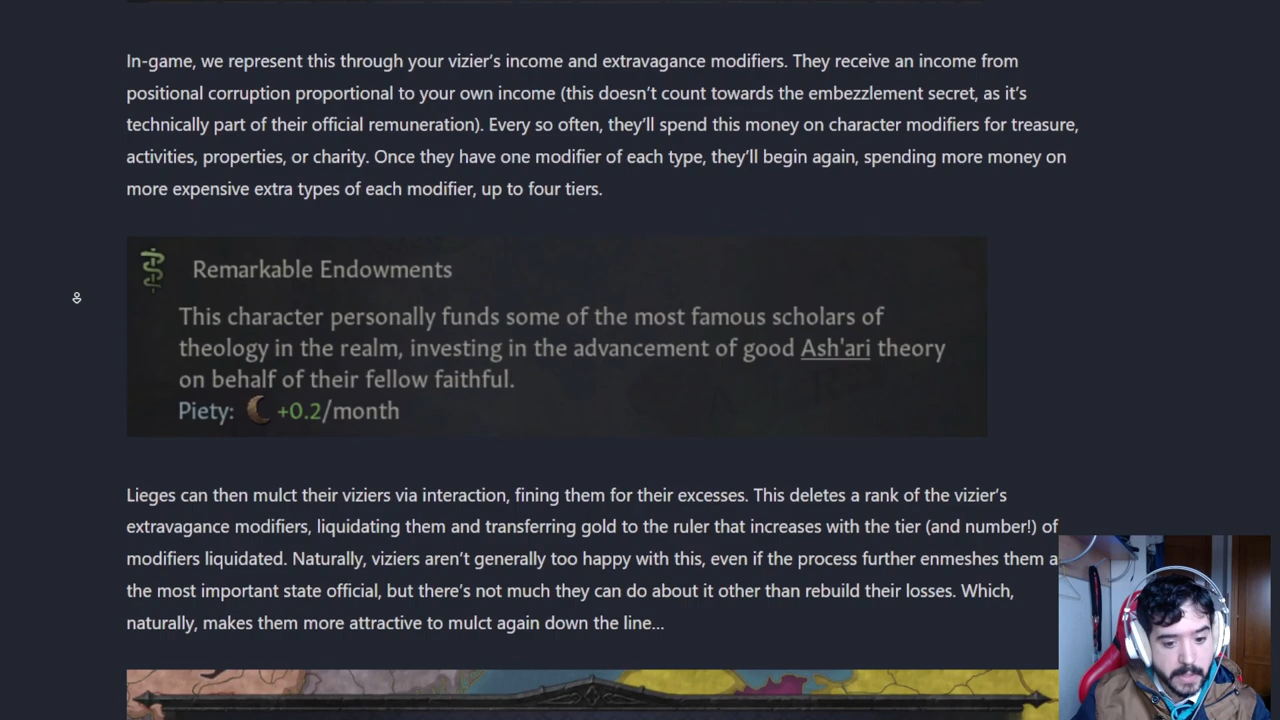 In-game, we represent this through your vizier’s income and extravagance modifiers. They receive an income from
positional corruption proportional to your own income (this doesn’t count towards the embezzlement secret, as it’s
technically part of their official remuneration). Every so often, they’ll spend this money on character modifiers for treasure,
activities, properties, or charity. Once they have one modifier of each type, they’ll begin again, spending more money on
more expensive extra types of each modifier, up to four tiers.
Remarkable Endowments
This character personally funds some of the most famous scholars of
theology in the realm, investing in the advancement of good Ash'ari theory
on behalf of their fellow faithful.
Piety: +0.2/month
Lieges can then mulct their viziers via interaction, fining them for their excesses. This deletes a rank of the vizier’s
extravagance modifiers, liquidating them and transferring gold to the ruler that increases with the tier (and number!) of
modifiers liquidated. Naturally, viziers aren’t generally too happy with this, even if the process further enmeshes them
the most important state official, but there’s not much they can do about it other than rebuild their losses. Which,
naturally, makes them more attractive to mulct again down the line...